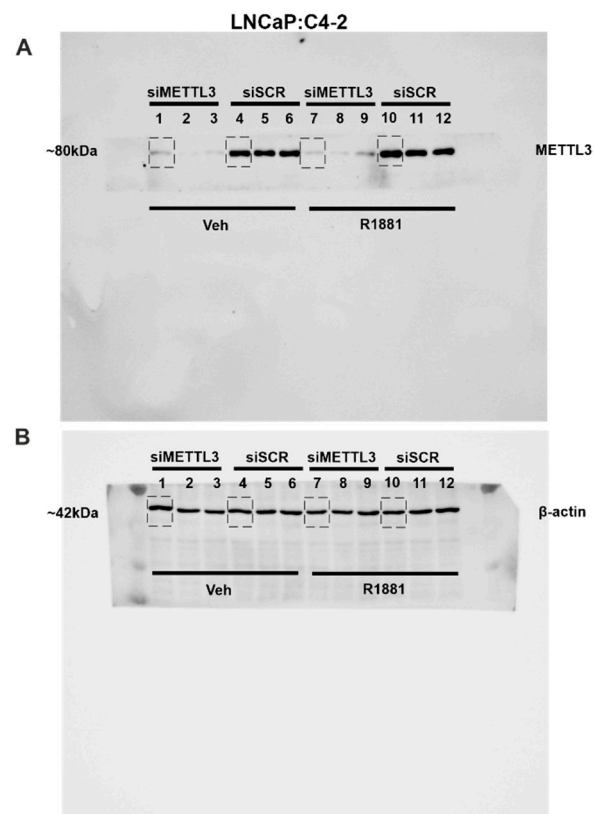 LNCaP:C4-2
A
siMETTL3 siSCR siMETTL3 siSCR
1 2 3 4 5 6 7 8 9 10 11 12
~80kDa METTL3
Veh R1881
B
siMETTL3 siSCR siMETTL3 siSCR
1 2 3 4 5 6 7 8 9 10 11 12
~42kDa β-actin
Veh R1881